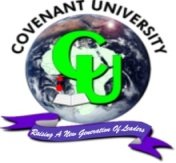 COVENANT UNIVERSITY
CU
Raising A New Generation Of Leaders